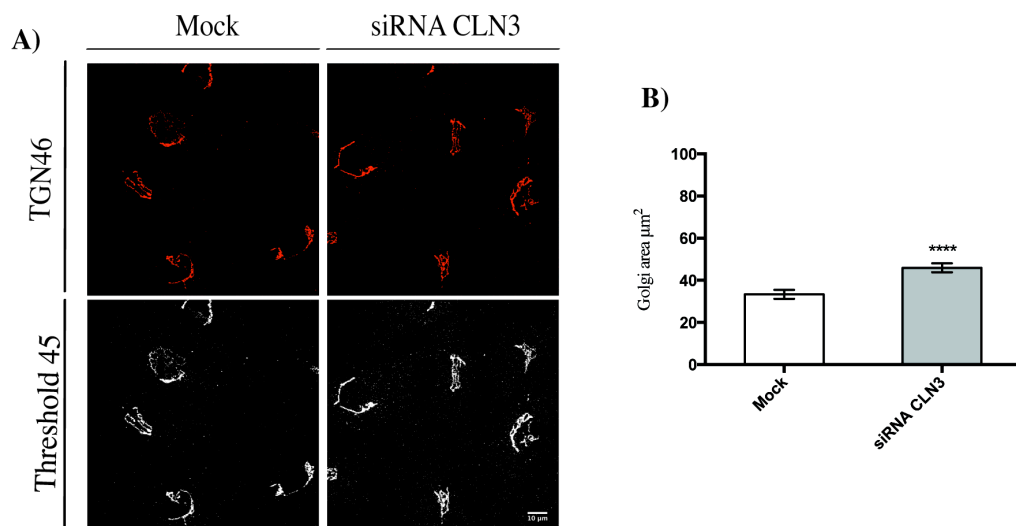 A)
Mock
siRNA CLN3
TGN46
Threshold 45
10 µm
B)
Golgi area µm²
100
80
60
40
20
0
****
Mock
siRNA CLN3